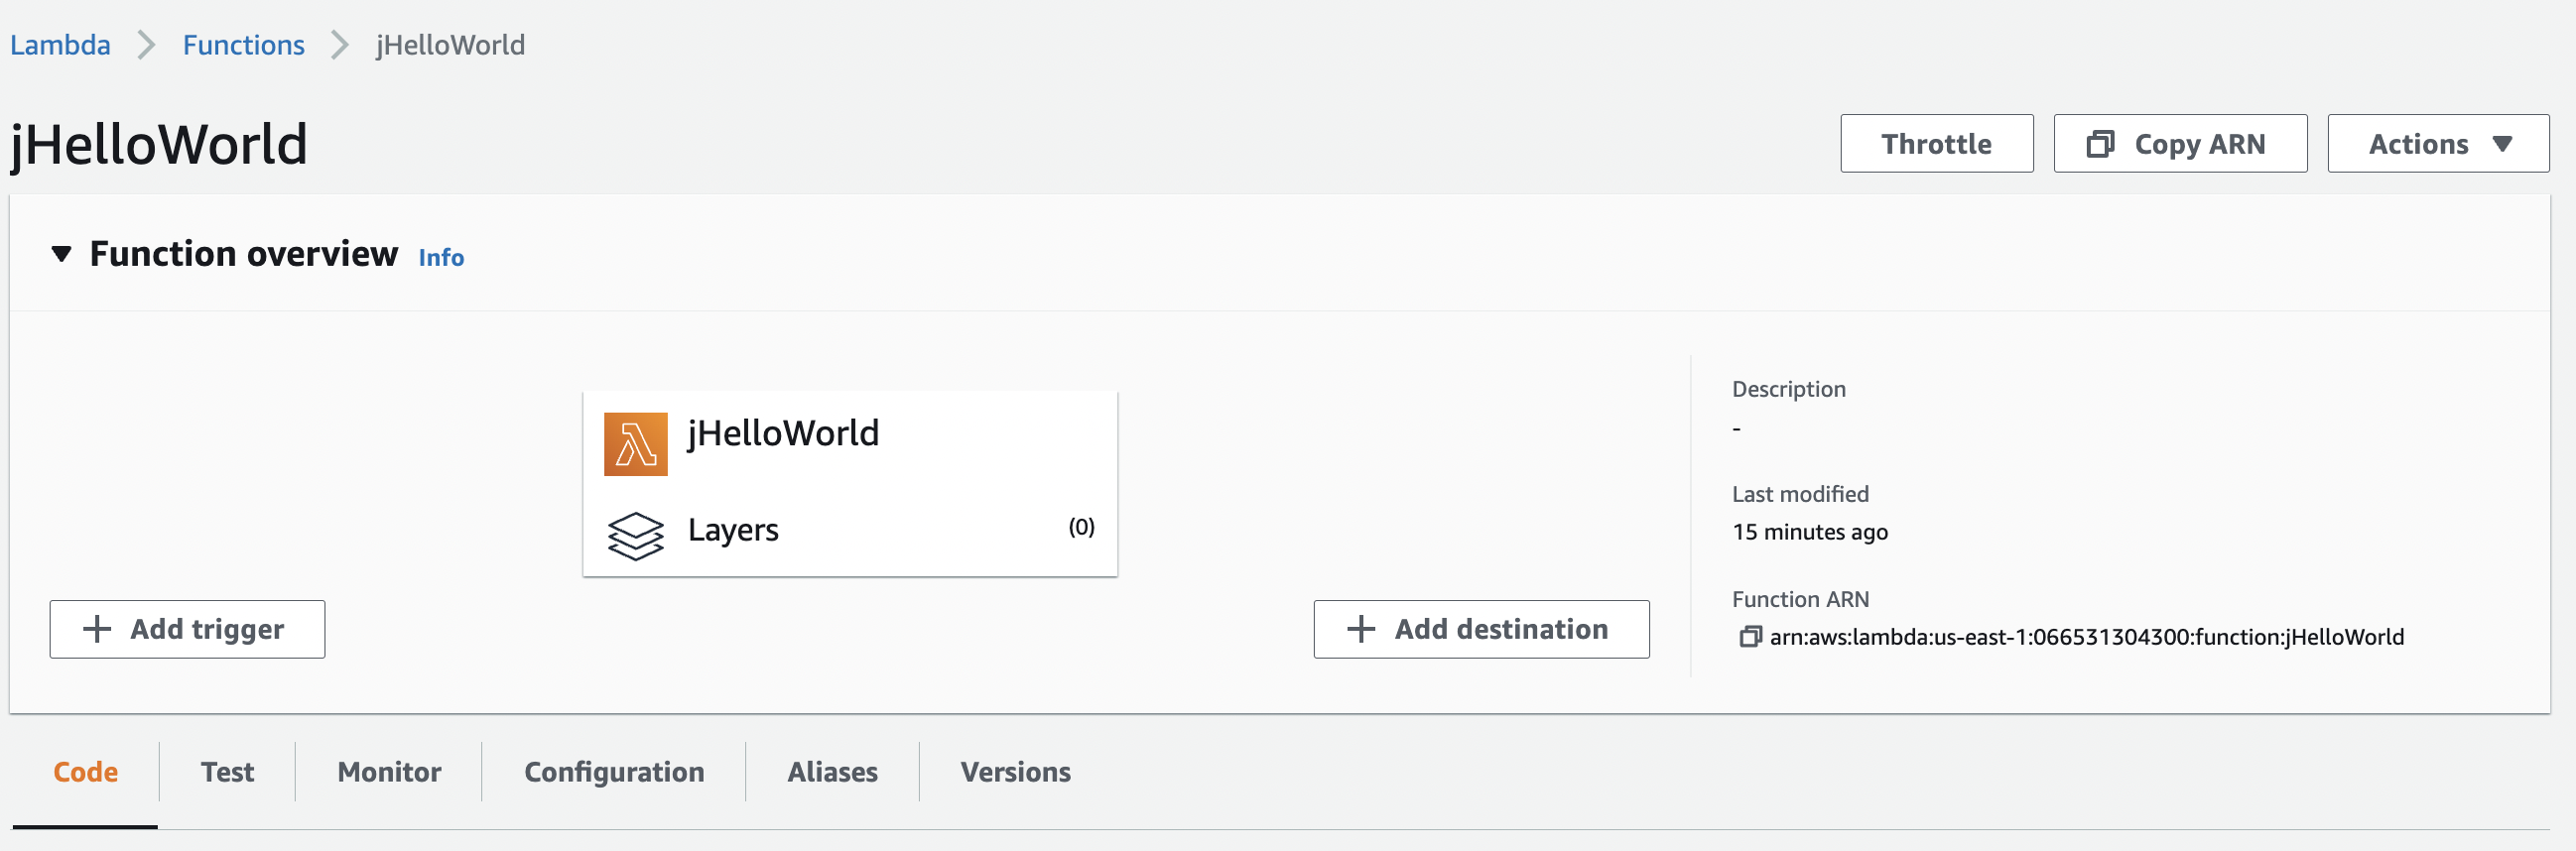 Lambda > Functions > jHelloWorld
jHelloWorld
Throttle
Copy ARN
Actions
Function overview Info
jHelloWorld
Layers (0)
Add trigger
Add destination
Description
-
Last modified
15 minutes ago
Function ARN
arn:aws:lambda:us-east-1:066531304300:function:jHelloWorld
Code
Test
Monitor
Configuration
Aliases
Versions